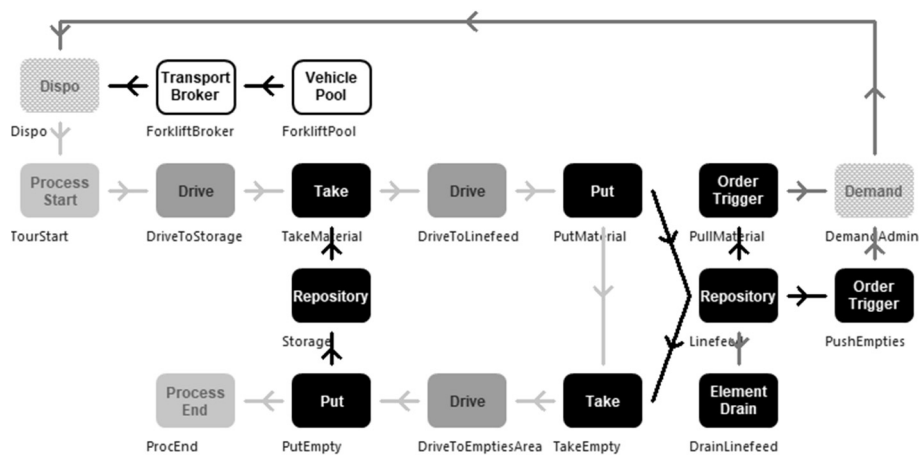 Dispo
Transport
Broker
Vehicle
Pool
Dispo
ForkliftBroker
ForkliftPool
Process
Start
Drive
Take
Drive
Put
Order
Trigger
Demand
TourStart
DriveToStorage
TakeMaterial
DriveToLinefeed
PutMaterial
PullMaterial
DemandAdmin
Repository
Repository
Order
Trigger
Storage
Linefeed
PushEmpties
Process
End
Put
Drive
Take
Element
Drain
ProcEnd
PutEmpty
DriveToEmptiesArea
TakeEmpty
DrainLinefeed